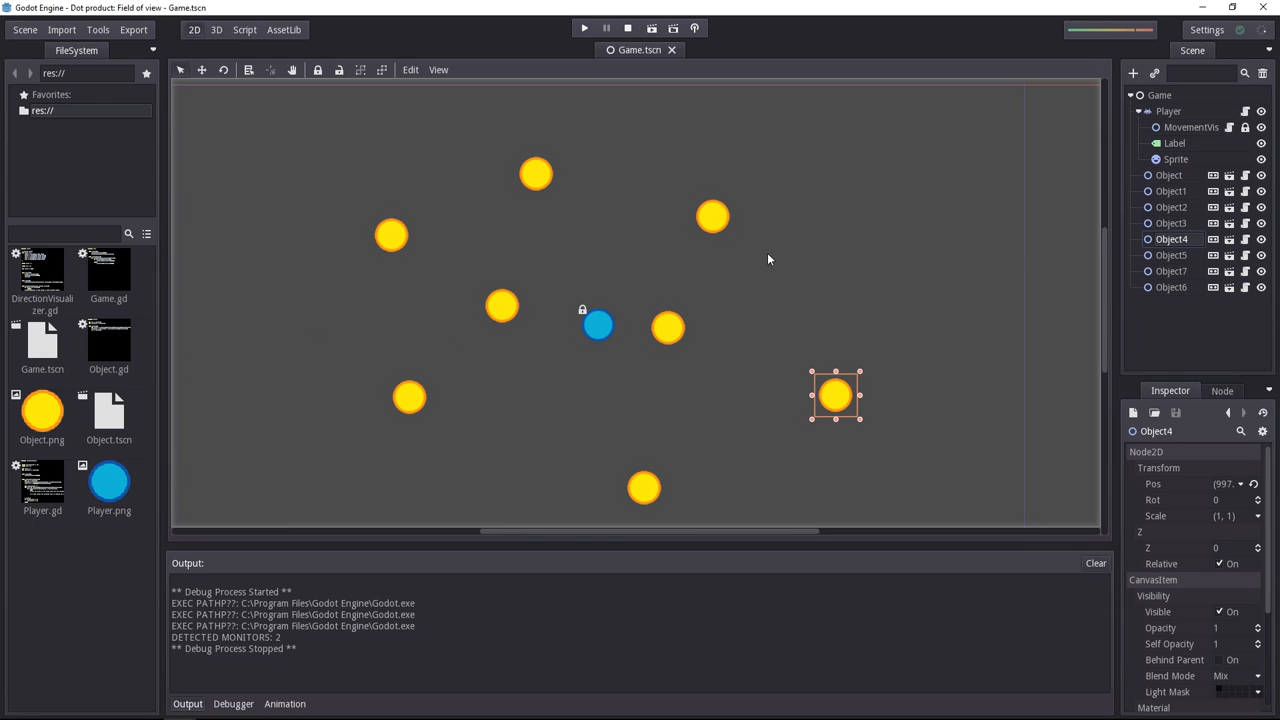 Godot Engine - Dot product: Field of view - Game.tscn
Scene Import Tools Export 2D 3D Script AssetLib Settings
FileSystem Game.tscn Scene
res:// Edit View
Favorites:
res://
Game
Player
MovementVis
Label
Sprite
Object
Object1
Object2
Object3
Object4
Object5
Object7
Object6
DirectionVisuali
zer.gd
Game.gd
Game.tscn
Object.gd
Object.png
Object.tscn
Player.gd
Player.png
Inspector Node
Object4
Node2D
Transform
Pos (997.
Rot 0
Scale (1, 1)
Z
Z 0
Relative On
CanvasItem
Visibility
Visible On
Opacity 1
Self Opacity 1
Behind Parent On
Blend Mode Mix
Light Mask
Material
Output: Clear
** Debug Process Started **
EXEC PATHP??: C:\Program Files\Godot Engine\Godot.exe
EXEC PATHP??: C:\Program Files\Godot Engine\Godot.exe
EXEC PATHP??: C:\Program Files\Godot Engine\Godot.exe
DETECTED MONITORS: 2
** Debug Process Stopped **
Output Debugger Animation